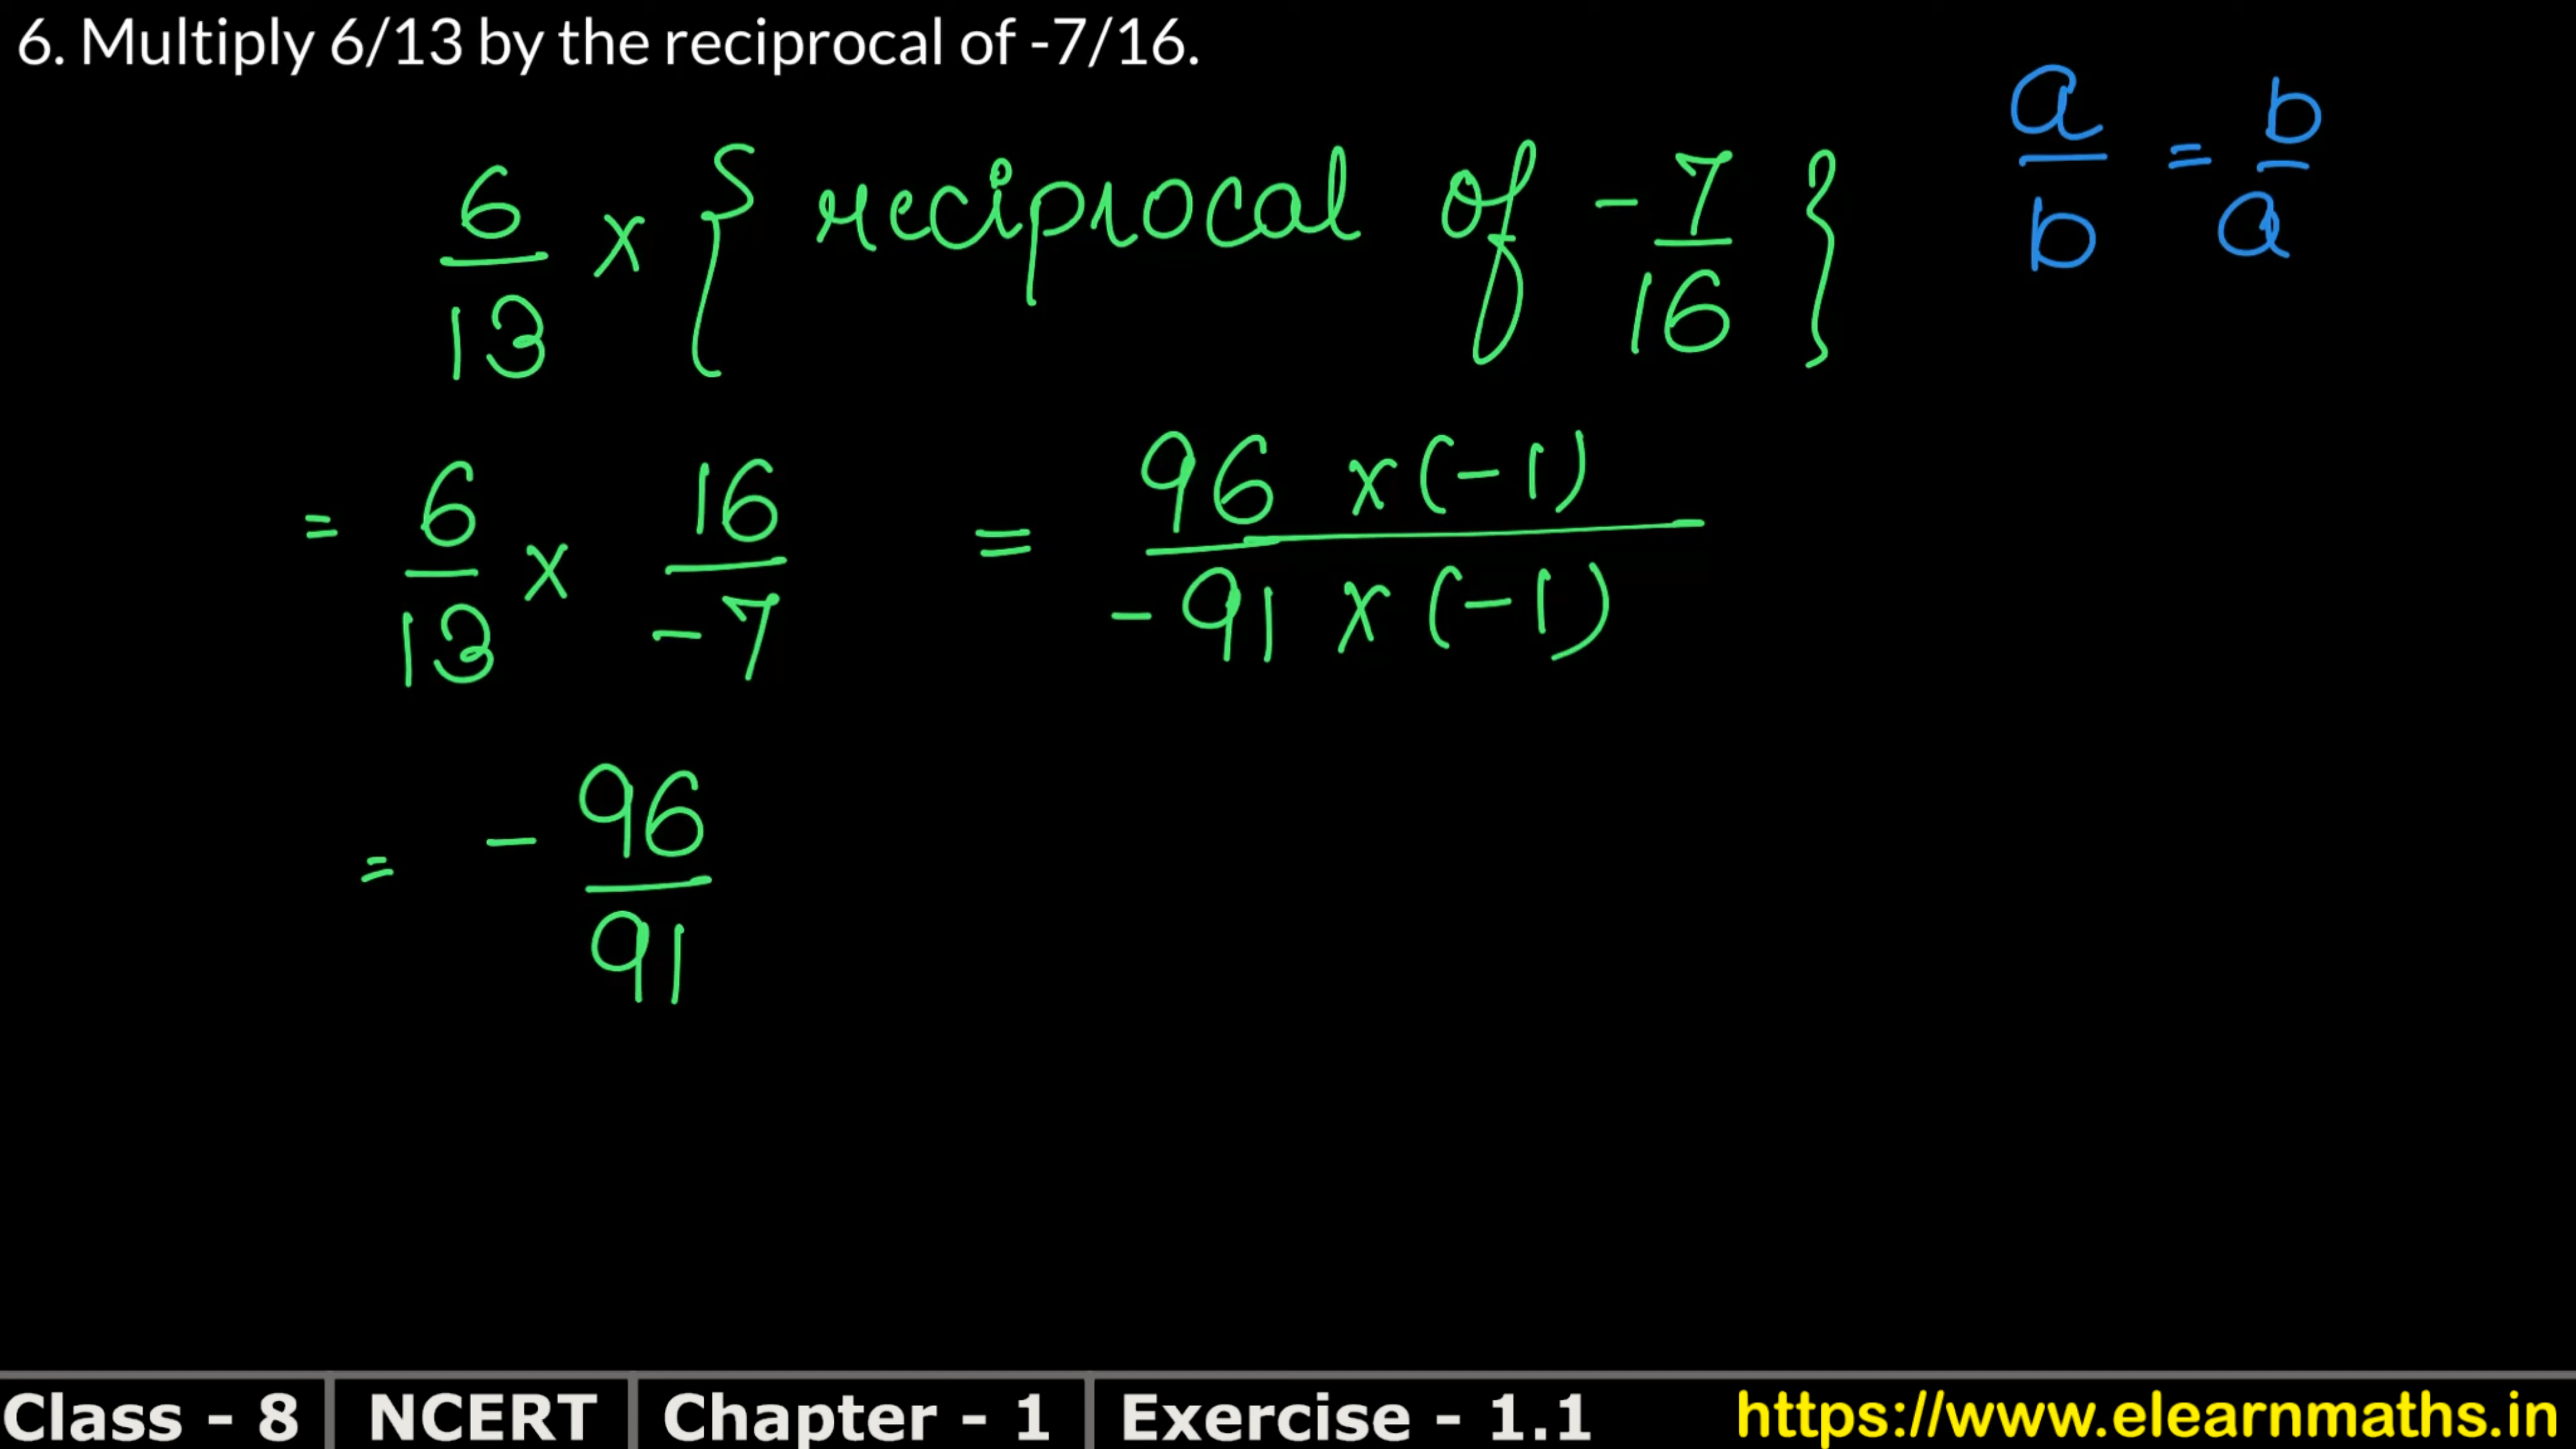 6. Multiply 6/13 by the reciprocal of -7/16.
a/b = b/a
6/13 x { reciprocal of -7/16 }
= 6/13 x 16/-7 = 96 x (-1) / -91 x (-1)
= -96/91
Class - 8 NCERT Chapter - 1 Exercise - 1.1 https://www.elearnmaths.in